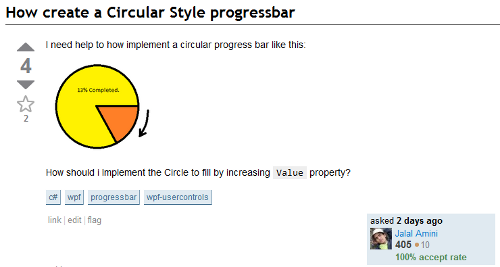 How create a Circular Style progressbar
I need help to how implement a circular progress bar like this:
4
2
13% Completed.
How should I implement the Circle to fill by increasing Value property?
c# wpf progressbar wpf-usercontrols
link | edit | flag
asked 2 days ago
Jalal Amini
405 ●10
100% accept rate